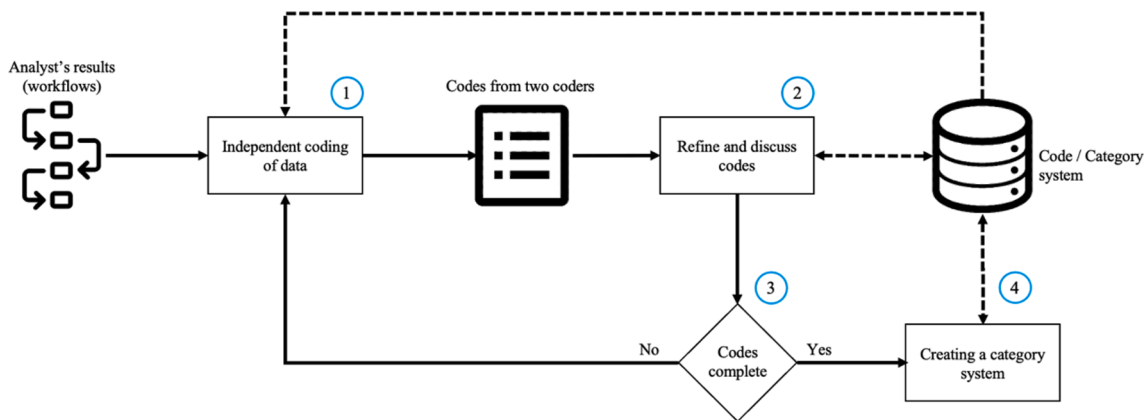 Analyst's results
(workflows)
1
Independent coding
of data
Codes from two coders
2
Refine and discuss
codes
Code / Category
system
3
Codes
complete
No
Yes
4
Creating a category
system